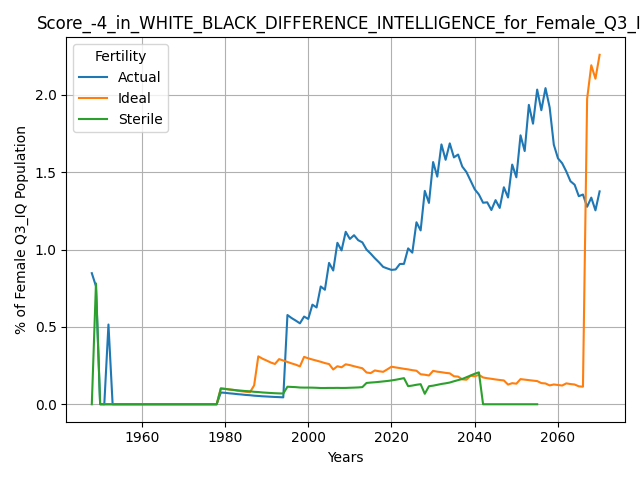 Score_-4_in_WHITE_BLACK_DIFFERENCE_INTELLIGENCE_for_Female_Q3_I
Fertility
Actual
Ideal
Sterile
% of Female Q3_IQ Population
2.0
1.5
1.0
0.5
0.0
1960 1980 2000 2020 2040 2060
Years